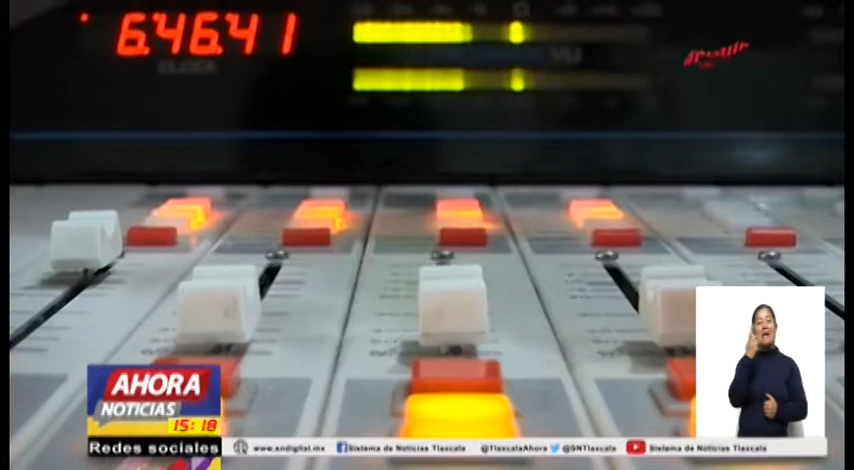 6.46.41
CLOCK
VU
AHORA
NOTICIAS
15:18
Redes sociales
www.sndigital.mx Sistema de Noticias Tlaxcala @TlaxcalaAhora @SNTlaxcala Sistema de Noticias Tlaxcala